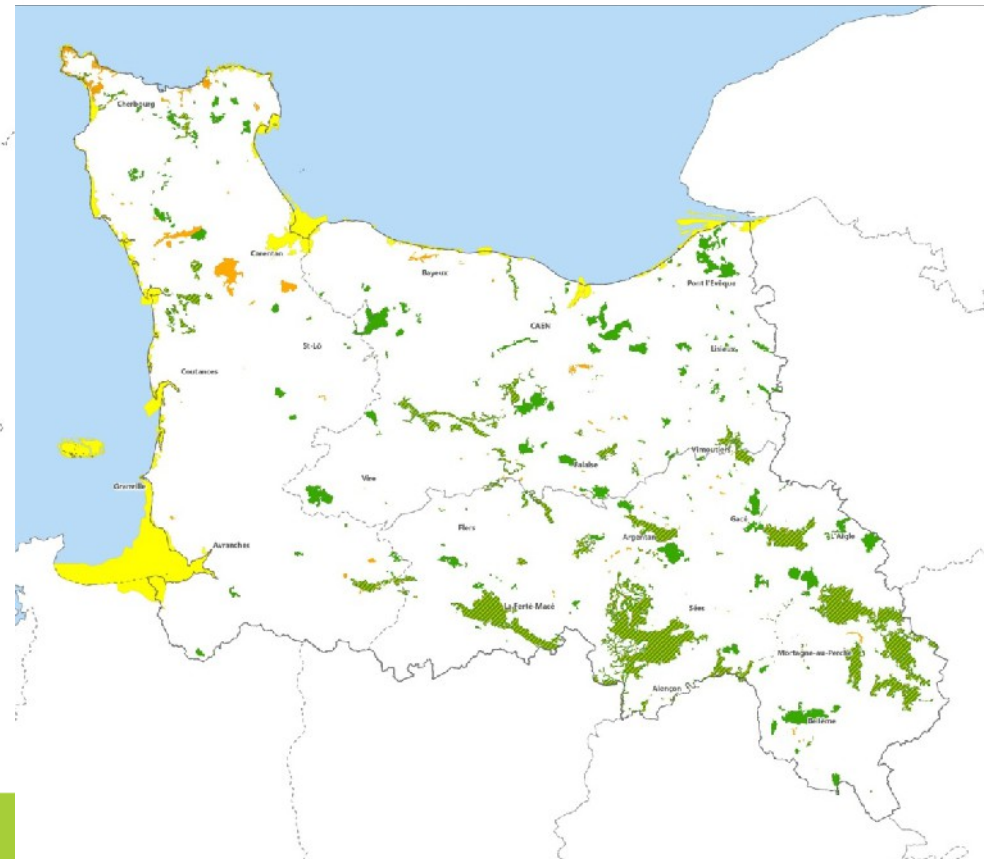 Cherbourg
Carentan
Bayeux
Pont l'Evêque
CAEN
St-Lô
Lisieux
Coutances
Vimoutiers
Falaise
Vire
Granville
Gacé
Flers
Argentan
L'Aigle
Avranches
La Ferté-Macé
Sées
Mortagne-au-Perche
Alençon
Bellême